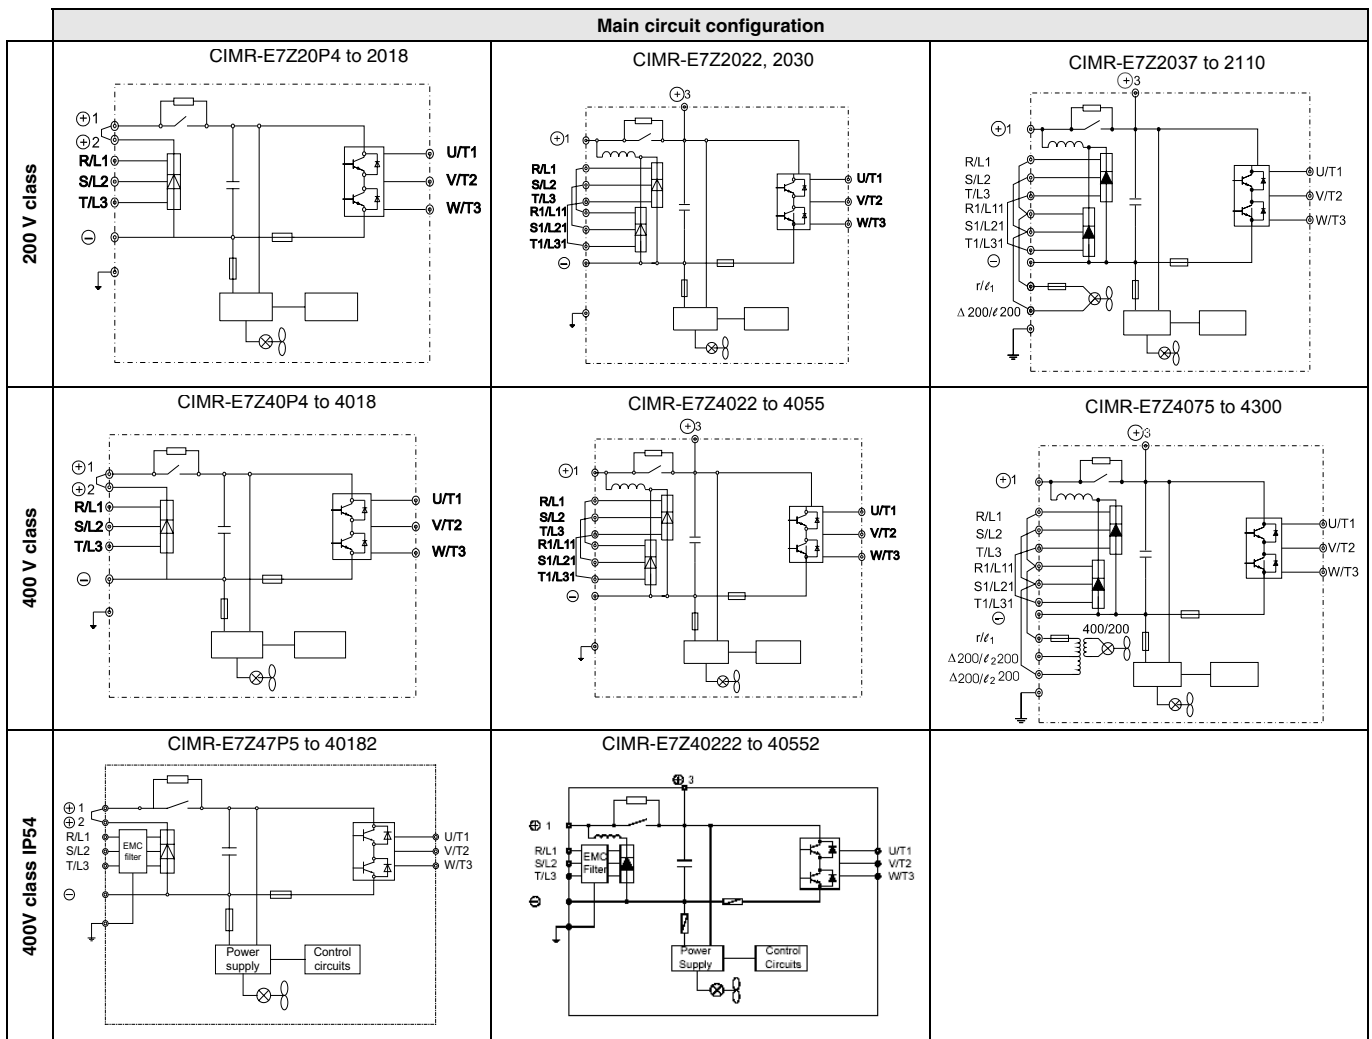 Main circuit configuration
200 V class
CIMR-E7Z20P4 to 2018
⊕1
⊕2
R/L1
S/L2
T/L3
⊖
U/T1
V/T2
W/T3
CIMR-E7Z2022, 2030
⊕3
⊕1
R/L1
S/L2
T/L3
R1/L11
S1/L21
T1/L31
⊖
U/T1
V/T2
W/T3
CIMR-E7Z2037 to 2110
⊕3
⊕1
R/L1
S/L2
T/L3
R1/L11
S1/L21
T1/L31
⊖
r/ℓ1
Δ200/ℓ200
U/T1
V/T2
W/T3
400 V class
CIMR-E7Z40P4 to 4018
⊕1
⊕2
R/L1
S/L2
T/L3
⊖
U/T1
V/T2
W/T3
CIMR-E7Z4022 to 4055
⊕3
⊕1
R/L1
S/L2
T/L3
R1/L11
S1/L21
T1/L31
⊖
U/T1
V/T2
W/T3
CIMR-E7Z4075 to 4300
⊕3
⊕1
R/L1
S/L2
T/L3
R1/L11
S1/L21
T1/L31
⊖
r/ℓ1
400/200
Δ200/ℓ2200
Δ200/ℓ2 200
U/T1
V/T2
W/T3
400V class IP54
CIMR-E7Z47P5 to 40182
⊕ 1
⊕ 2
R/L1
S/L2
T/L3
EMC
filter
⊖
U/T1
V/T2
W/T3
Power
supply
Control
circuits
CIMR-E7Z40222 to 40552
⊕ 3
⊕ 1
R/L1
S/L2
T/L3
EMC
Filter
⊖
U/T1
V/T2
W/T3
Power
Supply
Control
Circuits